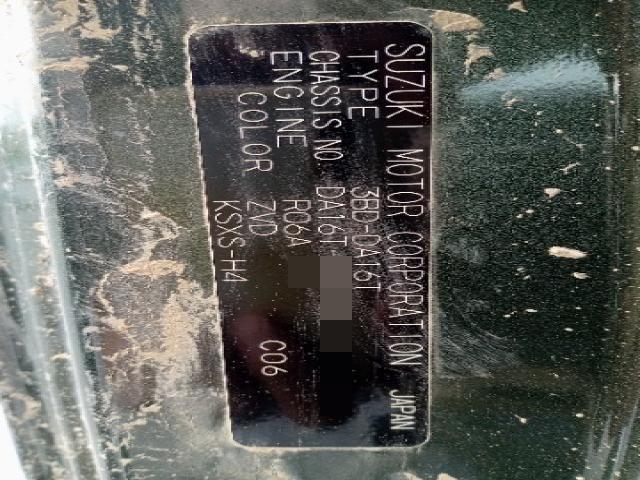 SUZUKI MOTOR CORPORATION JAPAN
TYPE 3BD-DA16T
CHASSIS NO. DA16T
ENGINE R06A
COLOR ZVD C06
KSXS-H4